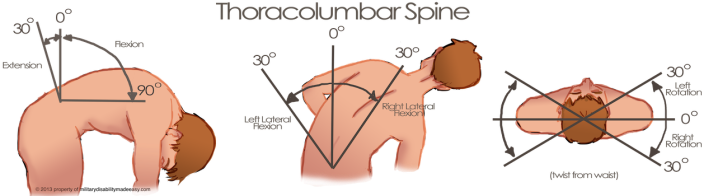 Thoracolumbar Spine
30°
0°
Flexion
Extension
90°
© 2013 property of militarydisabilitymadeeasy.com
0°
30°
30°
Left Lateral
Flexion
Right Lateral
Flexion
30°
Left
Rotation
0°
Right
Rotation
30°
(twist from waist)